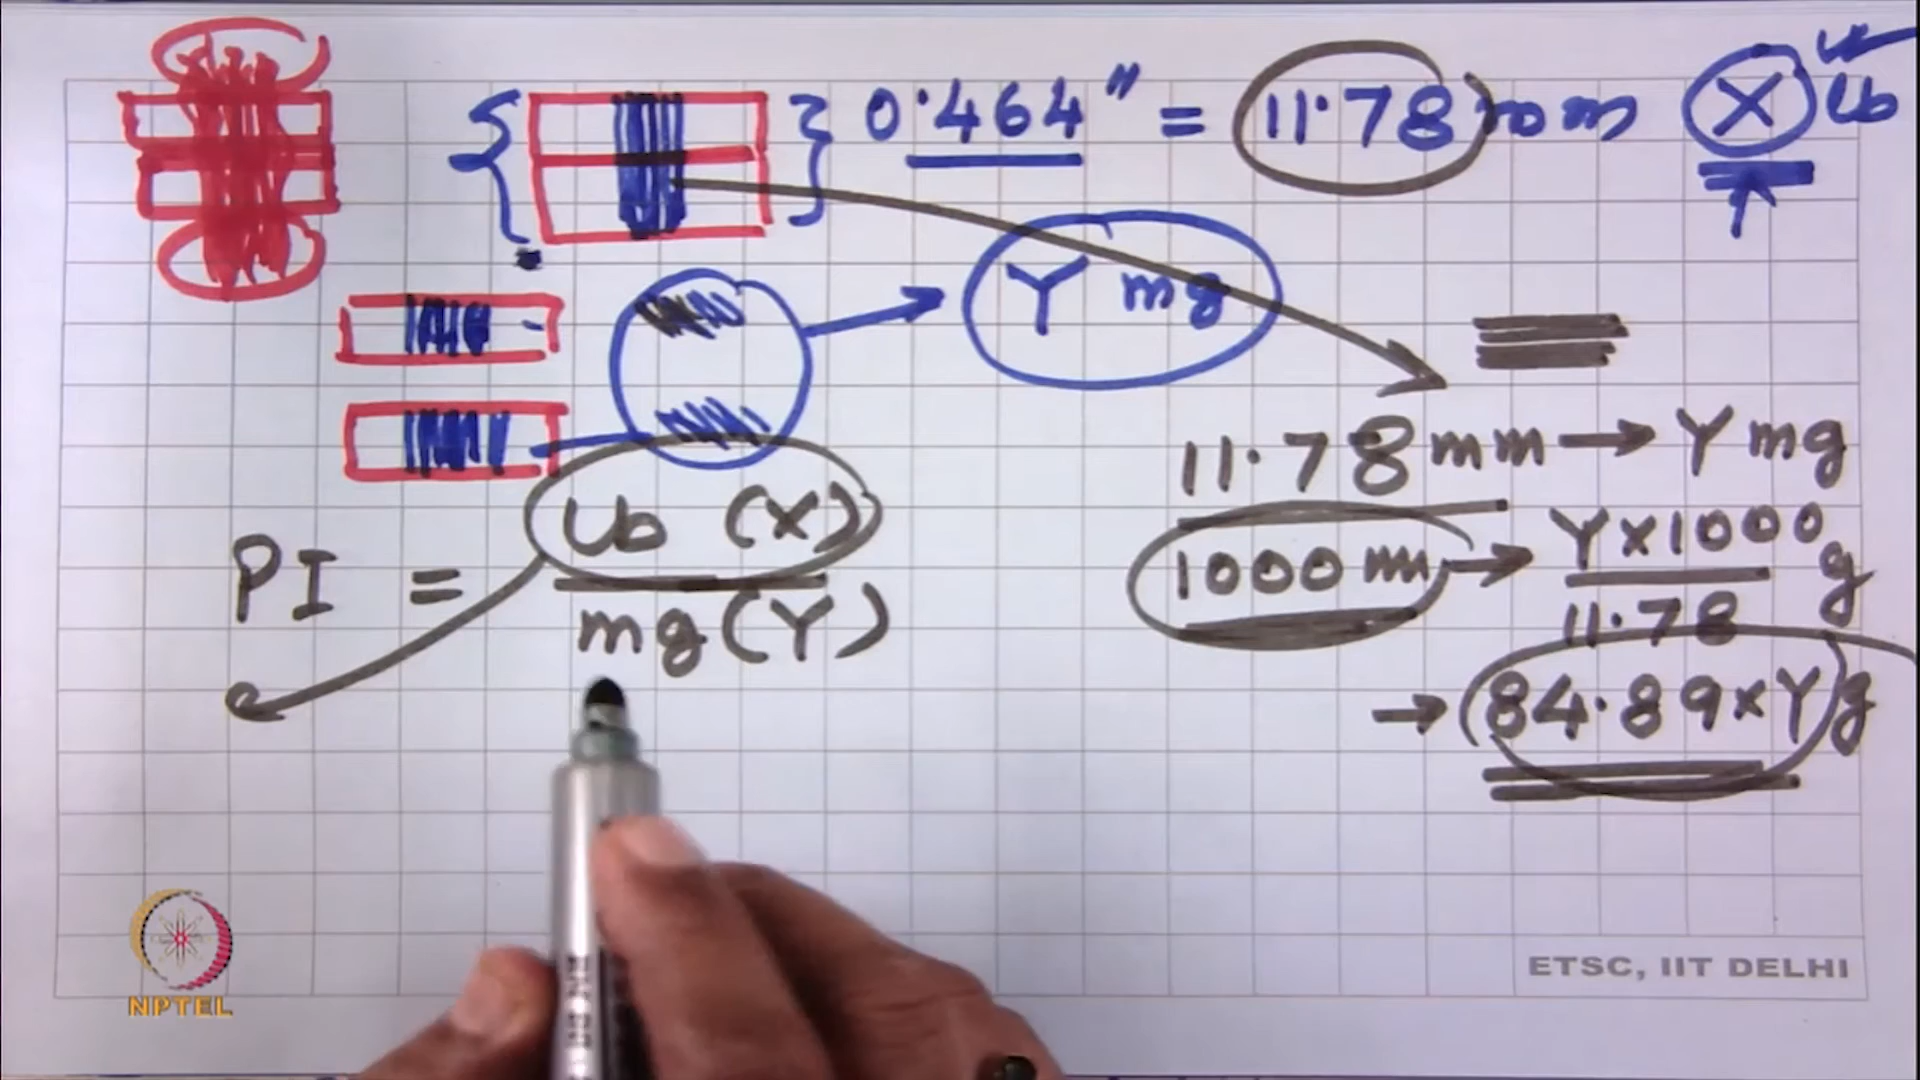 0.464" = 11.78 mm X lb
Y mg
11.78 mm → Y mg
1000 mm → Y x 1000 / 11.78 g
→ 84.89 x Y g
PI = lb (X) / mg (Y)
NPTEL
ETSC, IIT DELHI